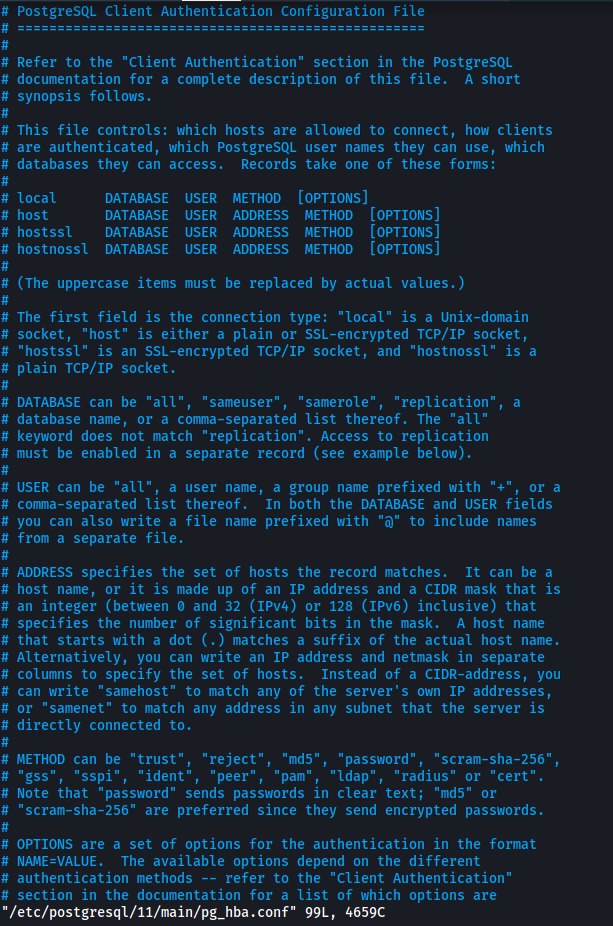 # PostgreSQL Client Authentication Configuration File
# ===================================================
#
# Refer to the "Client Authentication" section in the PostgreSQL
# documentation for a complete description of this file.  A short
# synopsis follows.
#
# This file controls: which hosts are allowed to connect, how clients
# are authenticated, which PostgreSQL user names they can use, which
# databases they can access.  Records take one of these forms:
#
# local      DATABASE  USER  METHOD  [OPTIONS]
# host       DATABASE  USER  ADDRESS  METHOD  [OPTIONS]
# hostssl    DATABASE  USER  ADDRESS  METHOD  [OPTIONS]
# hostnossl  DATABASE  USER  ADDRESS  METHOD  [OPTIONS]
#
# (The uppercase items must be replaced by actual values.)
#
# The first field is the connection type: "local" is a Unix-domain
# socket, "host" is either a plain or SSL-encrypted TCP/IP socket,
# "hostssl" is an SSL-encrypted TCP/IP socket, and "hostnossl" is a
# plain TCP/IP socket.
#
# DATABASE can be "all", "sameuser", "samerole", "replication", a
# database name, or a comma-separated list thereof. The "all"
# keyword does not match "replication". Access to replication
# must be enabled in a separate record (see example below).
#
# USER can be "all", a user name, a group name prefixed with "+", or a
# comma-separated list thereof.  In both the DATABASE and USER fields
# you can also write a file name prefixed with "@" to include names
# from a separate file.
#
# ADDRESS specifies the set of hosts the record matches.  It can be a
# host name, or it is made up of an IP address and a CIDR mask that is
# an integer (between 0 and 32 (IPv4) or 128 (IPv6) inclusive) that
# specifies the number of significant bits in the mask.  A host name
# that starts with a dot (.) matches a suffix of the actual host name.
# Alternatively, you can write an IP address and netmask in separate
# columns to specify the set of hosts.  Instead of a CIDR-address, you
# can write "samehost" to match any of the server's own IP addresses,
# or "samenet" to match any address in any subnet that the server is
# directly connected to.
#
# METHOD can be "trust", "reject", "md5", "password", "scram-sha-256",
# "gss", "sspi", "ident", "peer", "pam", "ldap", "radius" or "cert".
# Note that "password" sends passwords in clear text; "md5" or
# "scram-sha-256" are preferred since they send encrypted passwords.
#
# OPTIONS are a set of options for the authentication in the format
# NAME=VALUE.  The available options depend on the different
# authentication methods -- refer to the "Client Authentication"
# section in the documentation for a list of which options are
"/etc/postgresql/11/main/pg_hba.conf" 99L, 4659C